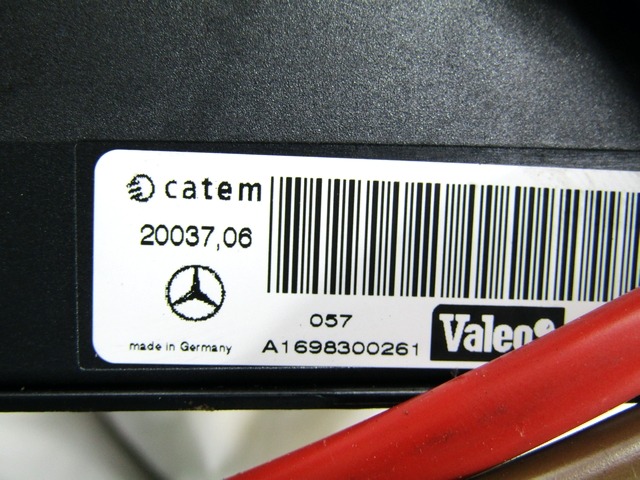 catem
20037,06
057
made in Germany
A1698300261
Valeo